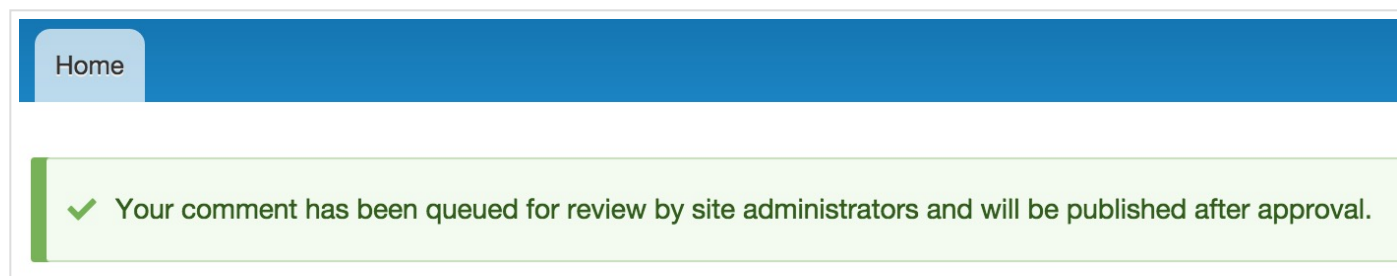 Home
Your comment has been queued for review by site administrators and will be published after approval.